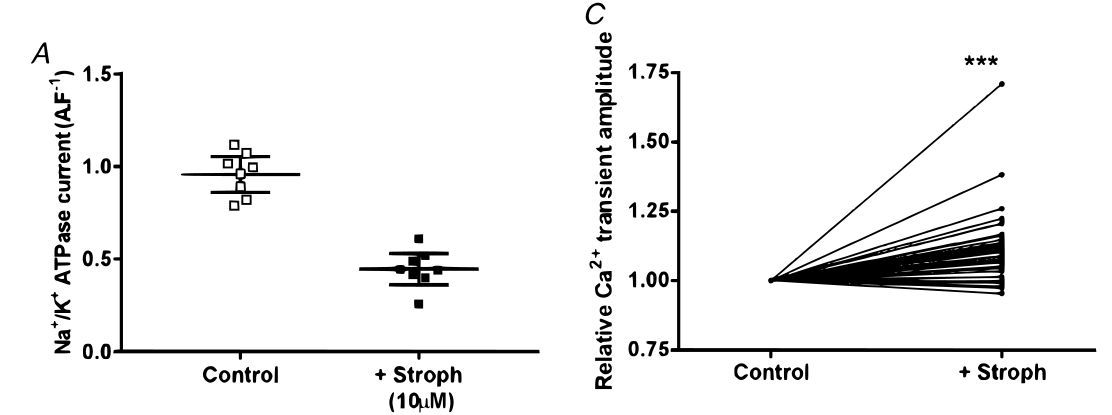 A
Na⁺/K⁺ ATPase current (A.F⁻¹)
1.5
1.0
0.5
0.0
Control
+ Stroph
(10µM)
C
Relative Ca²⁺ transient amplitude
1.75
1.50
1.25
1.00
0.75
***
Control
+ Stroph